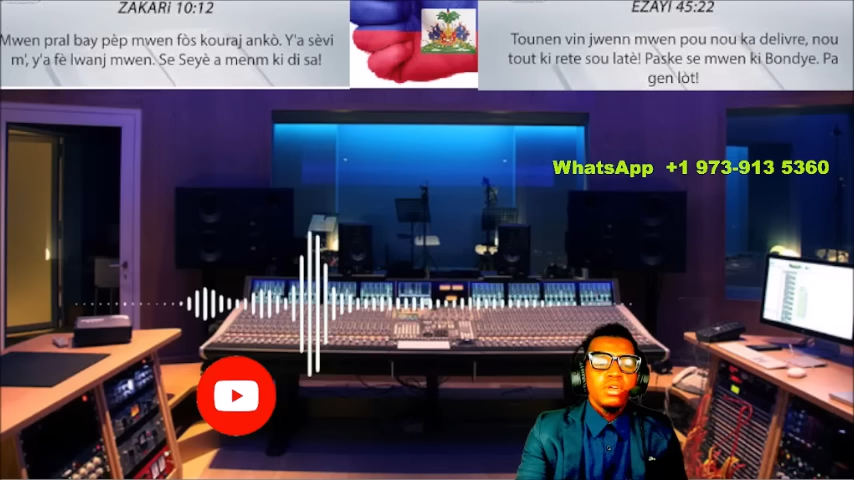 ZAKARi 10:12
Mwen pral bay pèp mwen fòs kouraj ankò. Y'a sèvi
m', y'a fè lwanj mwen. Se Seyè a menm ki di sa!
EZAYI 45:22
Tounen vin jwenn mwen pou nou ka delivre, nou
tout ki rete sou latè! Paske se mwen ki Bondye. Pa
gen lòt!
WhatsApp +1 973-913 5360